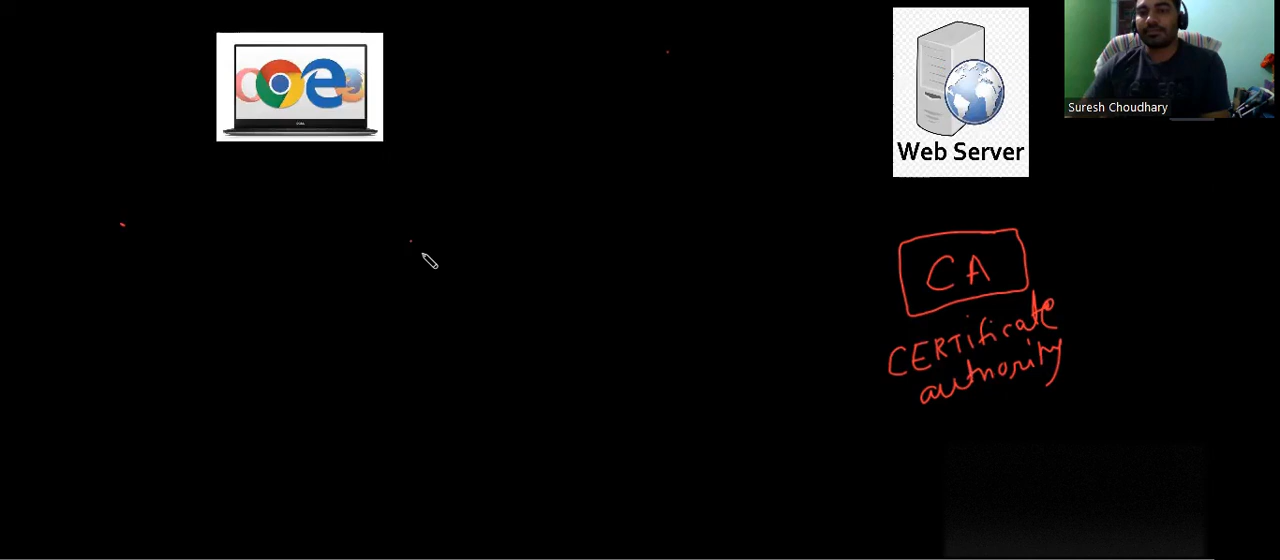 Web Server
Suresh Choudhary
CA
CERTificate
authority